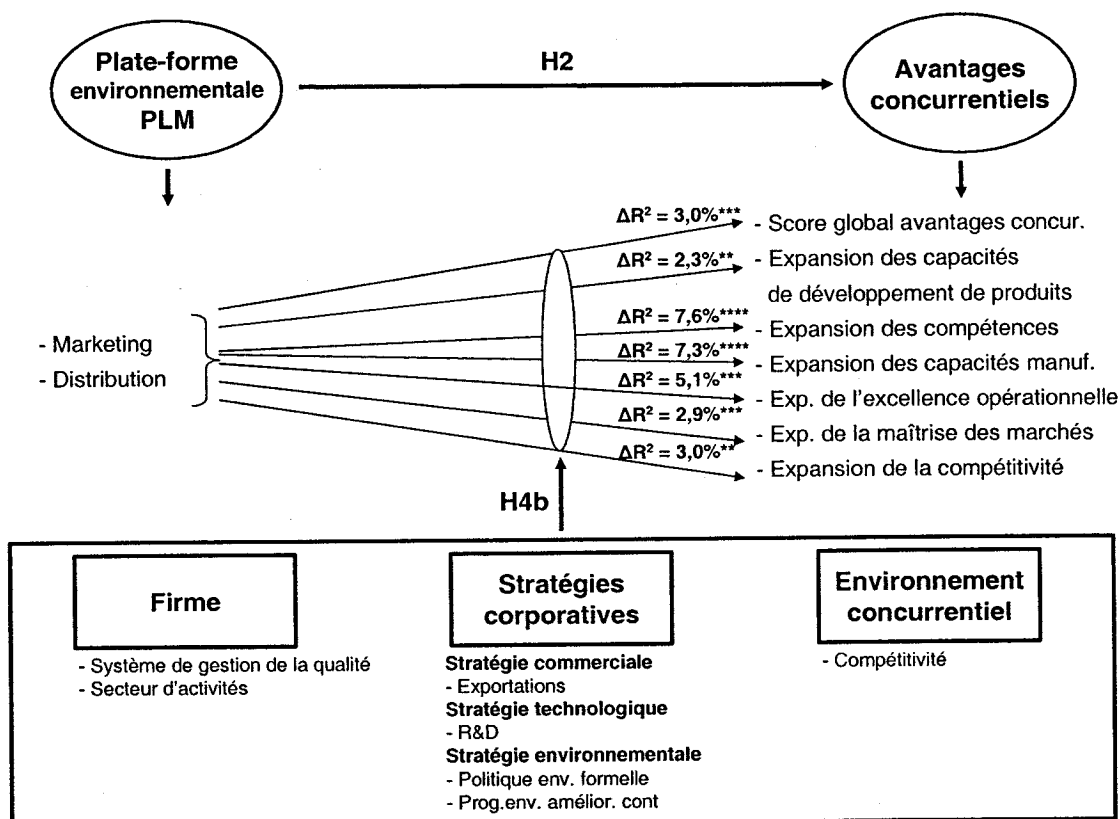 Plate-forme
environnementale
PLM
H2
Avantages
concurrentiels
ΔR² = 3,0%***
- Score global avantages concur.
ΔR² = 2,3%**
- Expansion des capacités
de développement de produits
ΔR² = 7,6%****
- Expansion des compétences
- Marketing
- Distribution
ΔR² = 7,3%****
- Expansion des capacités manuf.
ΔR² = 5,1%***
- Exp. de l'excellence opérationnelle
ΔR² = 2,9%***
- Exp. de la maîtrise des marchés
ΔR² = 3,0%**
- Expansion de la compétitivité
H4b
Firme
- Système de gestion de la qualité
- Secteur d'activités
Stratégies
corporatives
Stratégie commerciale
- Exportations
Stratégie technologique
- R&D
Stratégie environnementale
- Politique env. formelle
- Prog.env. amélior. cont
Environnement
concurrentiel
- Compétitivité